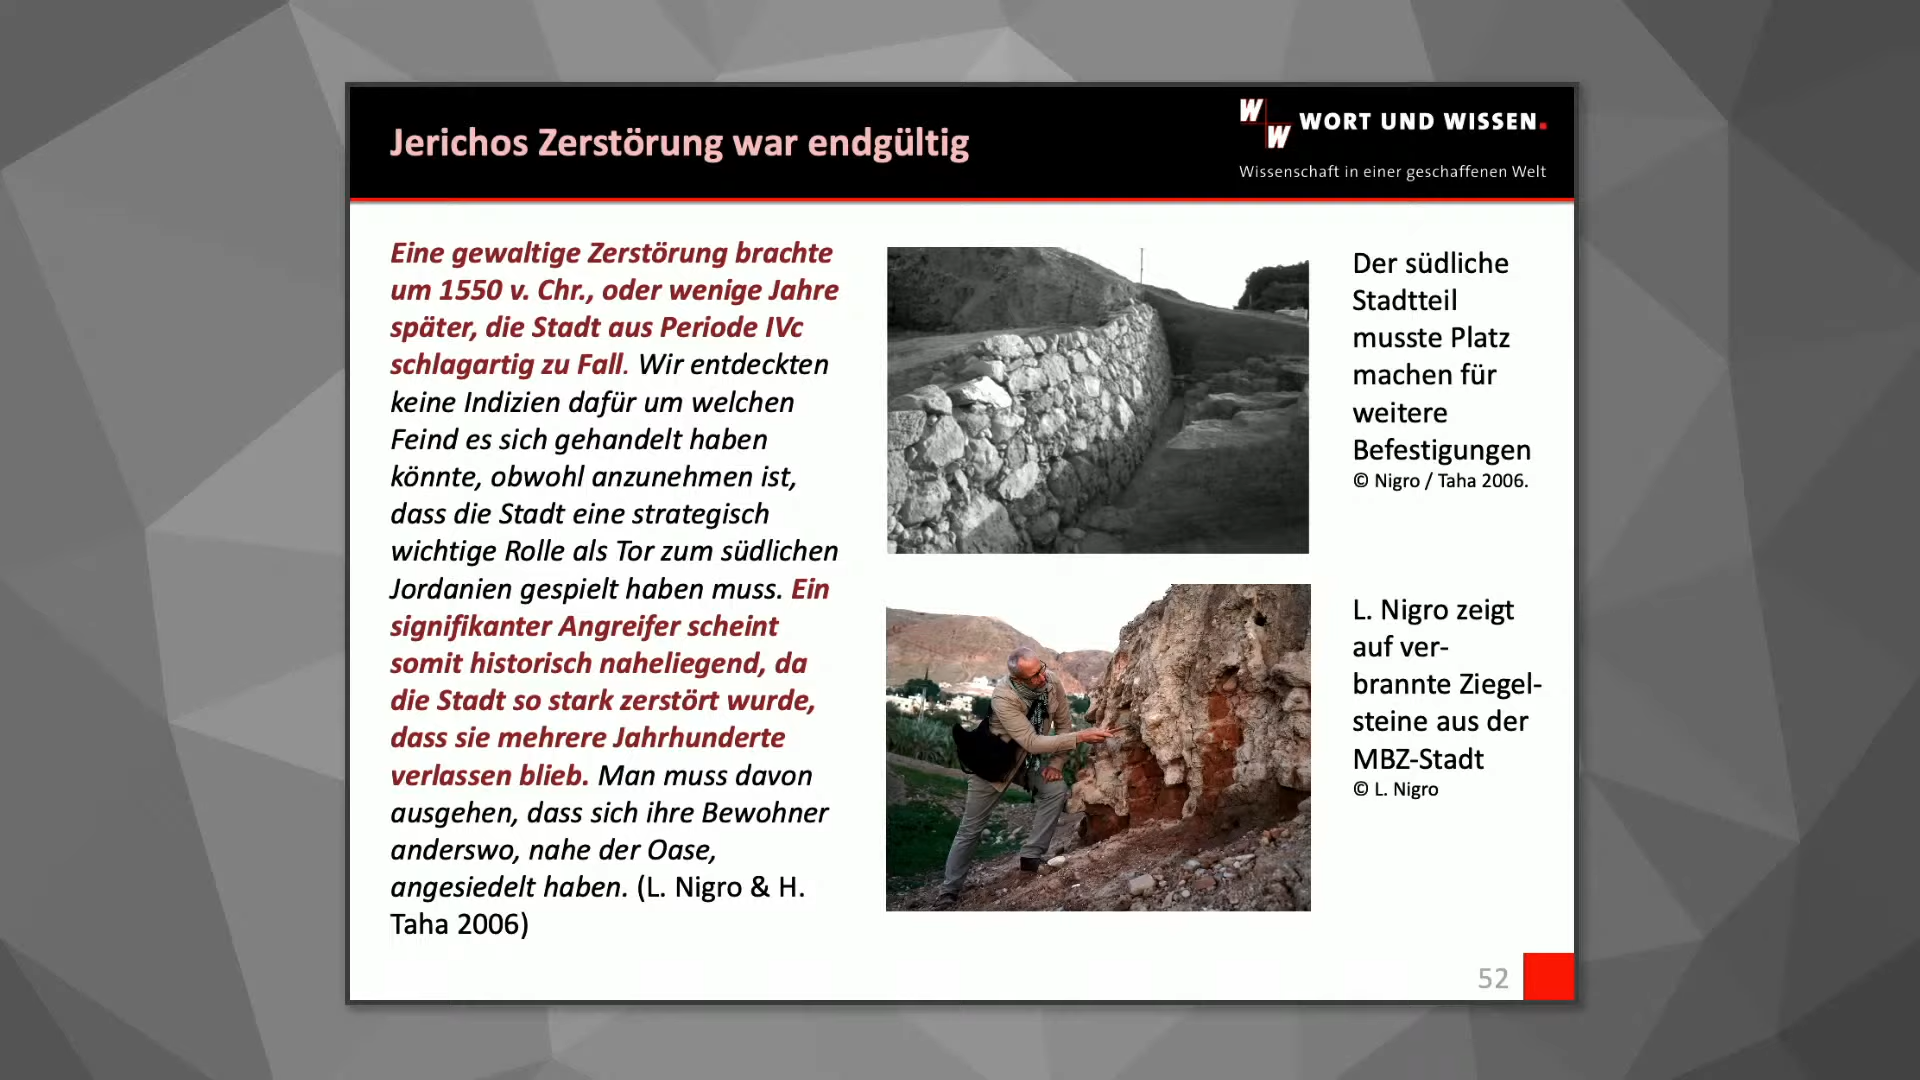 Jerichos Zerstörung war endgültig
W
W
WORT UND WISSEN.
Wissenschaft in einer geschaffenen Welt
Eine gewaltige Zerstörung brachte
um 1550 v. Chr., oder wenige Jahre
später, die Stadt aus Periode IVc
schlagartig zu Fall. Wir entdeckten
keine Indizien dafür um welchen
Feind es sich gehandelt haben
könnte, obwohl anzunehmen ist,
dass die Stadt eine strategisch
wichtige Rolle als Tor zum südlichen
Jordanien gespielt haben muss. Ein
signifikanter Angreifer scheint
somit historisch naheliegend, da
die Stadt so stark zerstört wurde,
dass sie mehrere Jahrhunderte
verlassen blieb. Man muss davon
ausgehen, dass sich ihre Bewohner
anderswo, nahe der Oase,
angesiedelt haben. (L. Nigro & H.
Taha 2006)
Der südliche
Stadtteil
musste Platz
machen für
weitere
Befestigungen
© Nigro / Taha 2006.
L. Nigro zeigt
auf ver-
brannte Ziegel-
steine aus der
MBZ-Stadt
© L. Nigro
52